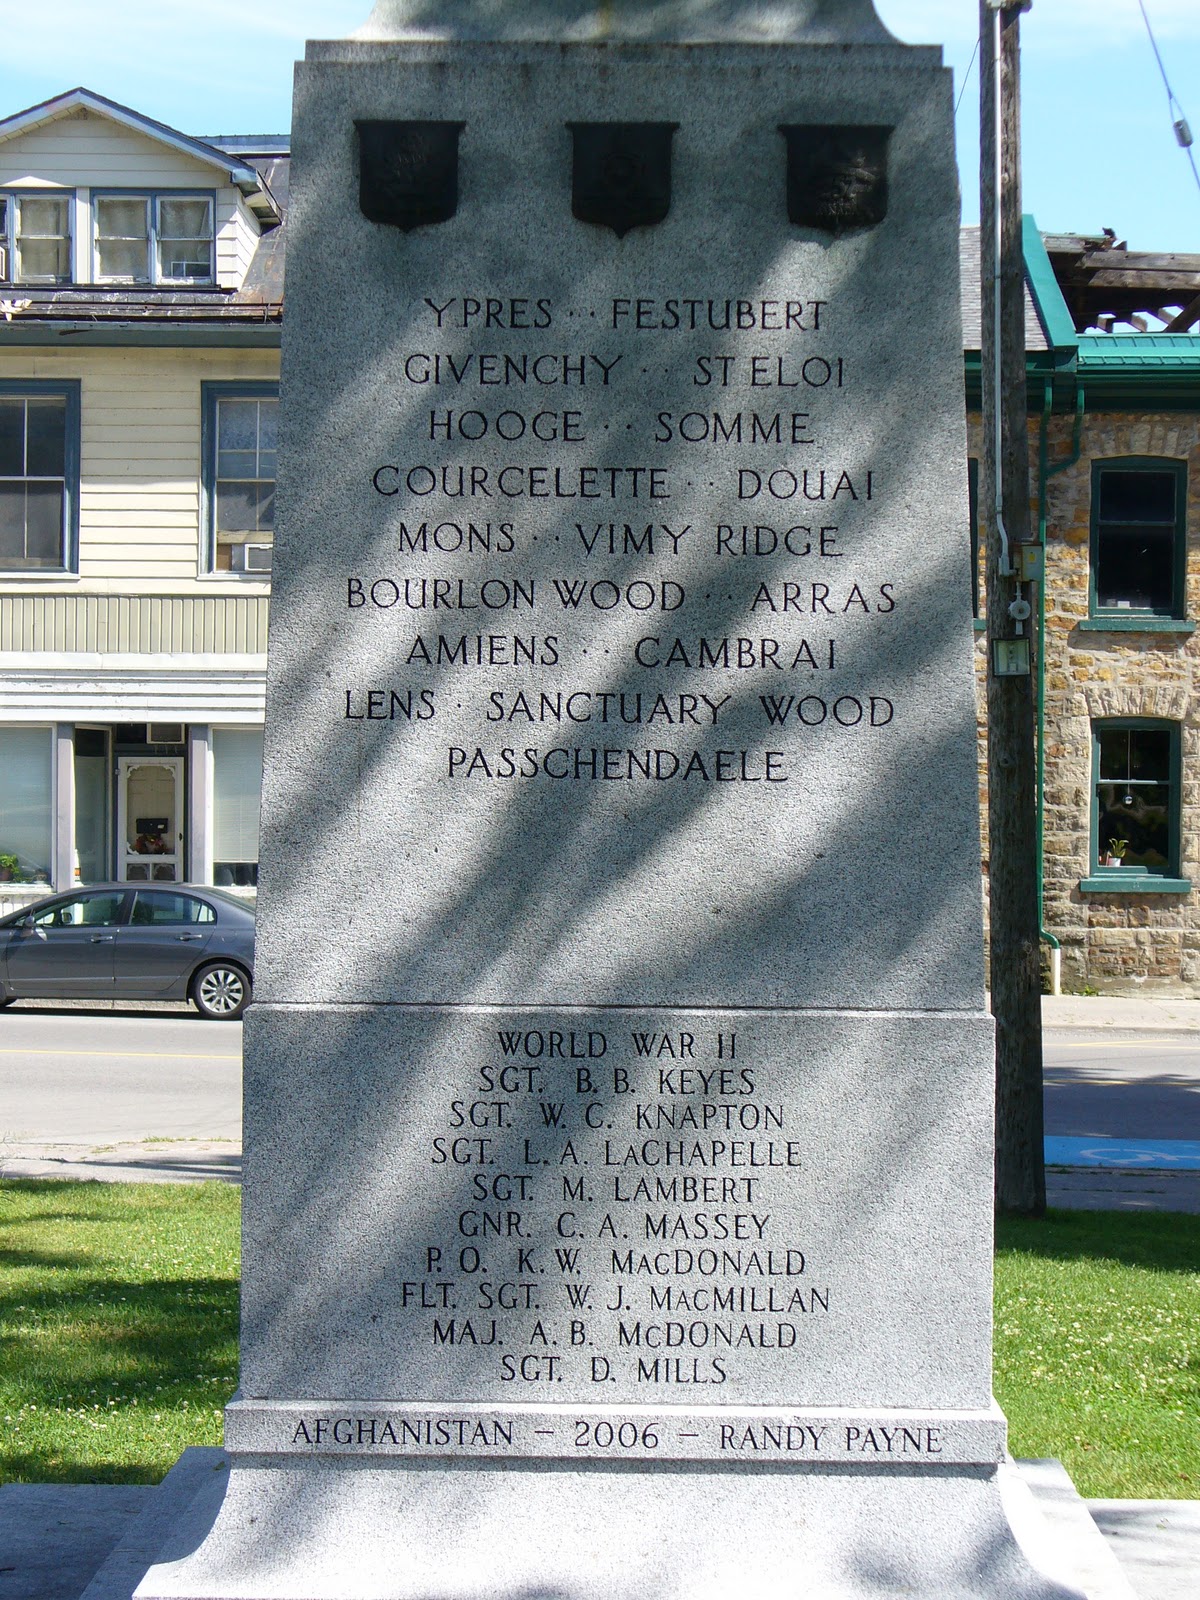 YPRES · · FESTUBERT
GIVENCHY · · ST ELOI
HOOGE · · SOMME
COURCELETTE · · DOUAI
MONS · · VIMY RIDGE
BOURLON WOOD · · ARRAS
AMIENS · · CAMBRAI
LENS · SANCTUARY WOOD
PASSCHENDAELE
WORLD WAR II
SGT. B. B. KEYES
SGT. W. C. KNAPTON
SGT. L. A. LACHAPELLE
SGT. M. LAMBERT
GNR. C. A. MASSEY
P. O. K. W. MACDONALD
FLT. SGT. W. J. MACMILLAN
MAJ. A. B. MCDONALD
SGT. D. MILLS
AFGHANISTAN – 2006 – RANDY PAYNE